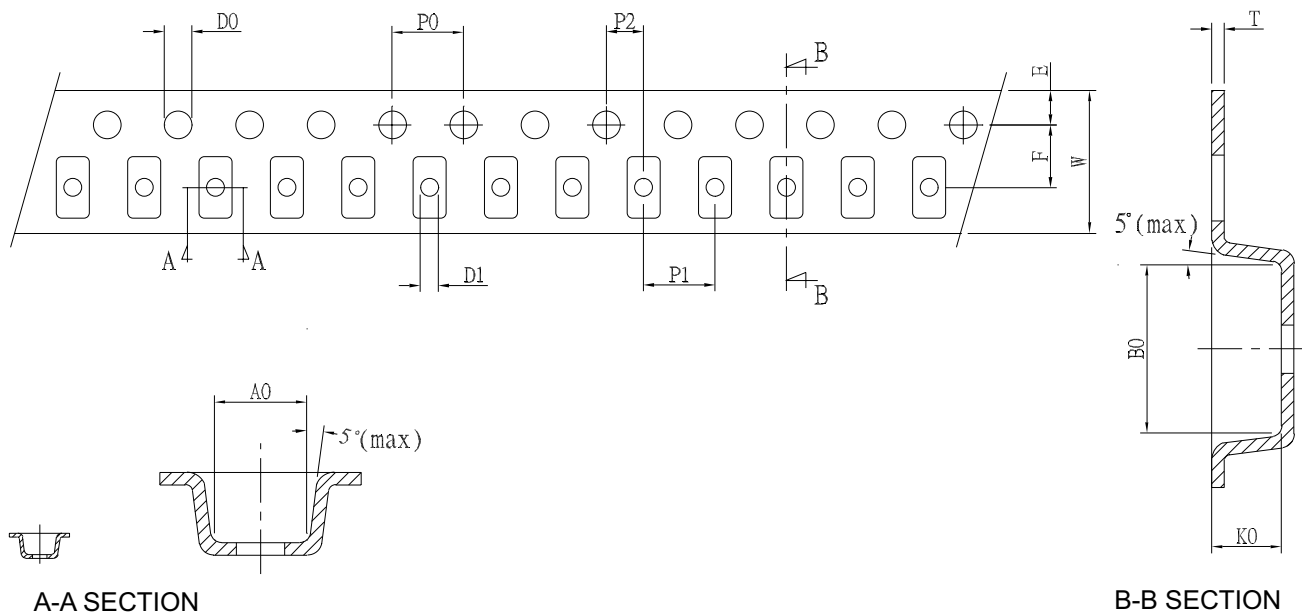 D0
P0
P2
B
T
E
F
W
A
A
D1
P1
B
5°(max)
B0
A0
5°(max)
K0
A-A SECTION
B-B SECTION